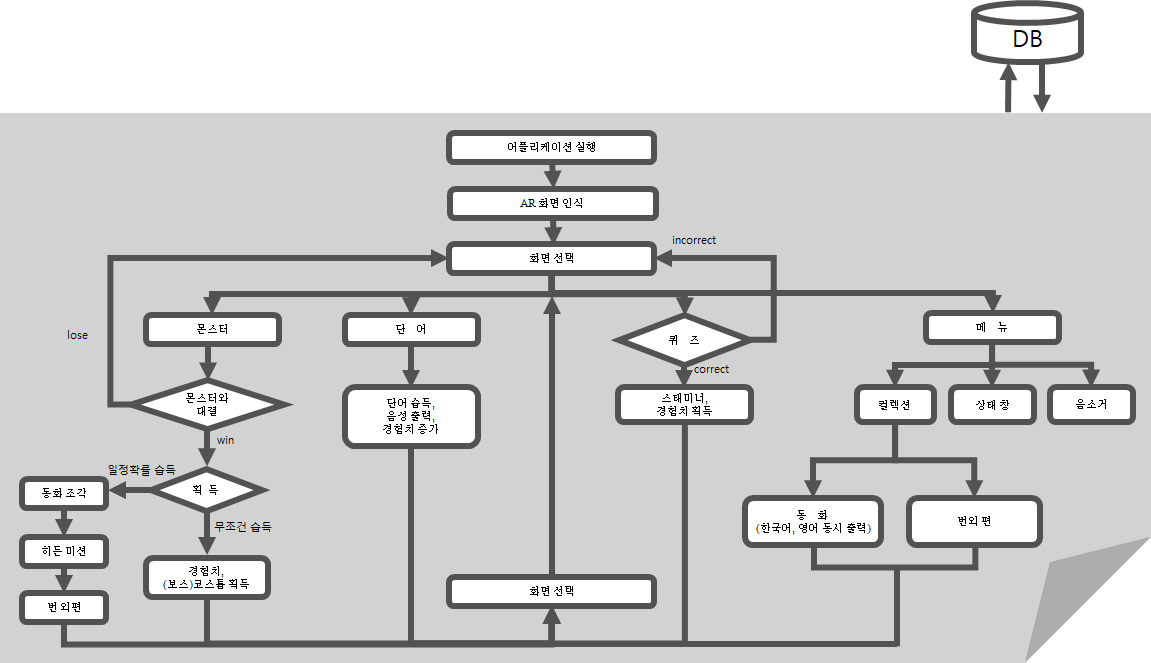 DB
어플리케이션 실행
AR 화면 인식
화면 선택
incorrect
lose
몬스터
단 어
퀴 즈
메 뉴
correct
몬스터와
대결
단어 습득,
음성 출력,
경험치 증가
스태미너,
경험치 획득
컬렉션
상태 창
음소거
win
일정확률 습득
동화 조각
획 득
무조건 습득
동 화
(한국어, 영어 동시 출력)
번외 편
히든 미션
경험치,
(보스)코스튬 획득
화면 선택
번 외편